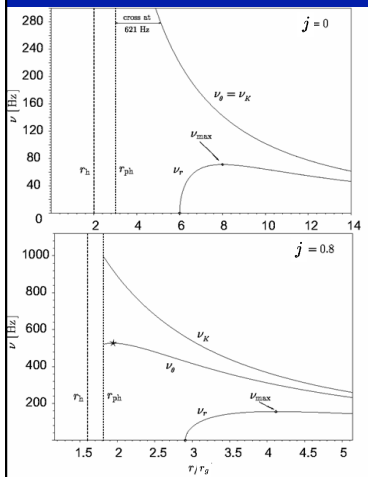 280
240
200
160
120
80
40
0
ν [Hz]
cross at
621 Hz
j = 0
ν_θ = ν_K
ν_max
ν_r
r_h
r_ph
2
4
6
8
10
12
14
1000
800
600
400
200
ν [Hz]
j = 0.8
ν_K
ν_θ
ν_r
ν_max
r_h
r_ph
1.5
2
2.5
3
3.5
4
4.5
5
r/r_g